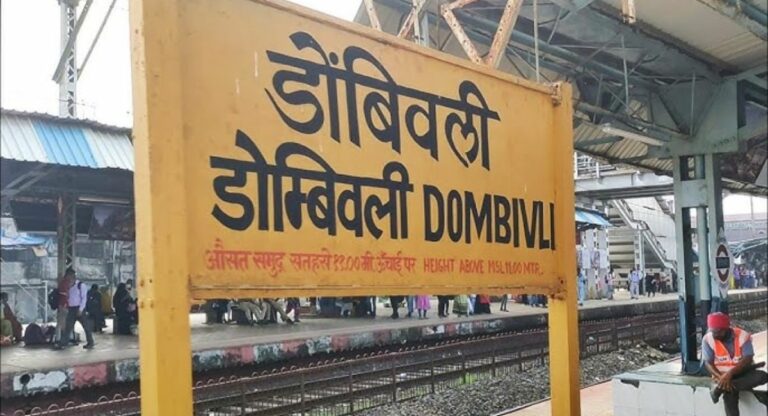 डोंबिवली
डोम्बिवली DOMBIVLI
औसत समुद्र सतहसे ११.०० मी. ऊँचाई पर HEIGHT ABOVE MSL 11.00 MTR.